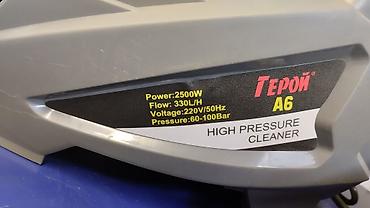 Power:2500W
Flow: 330L/H
Voltage:220V/50Hz
Pressure:60-100Bar
ГЕРОЙ
A6
HIGH PRESSURE
CLEANER